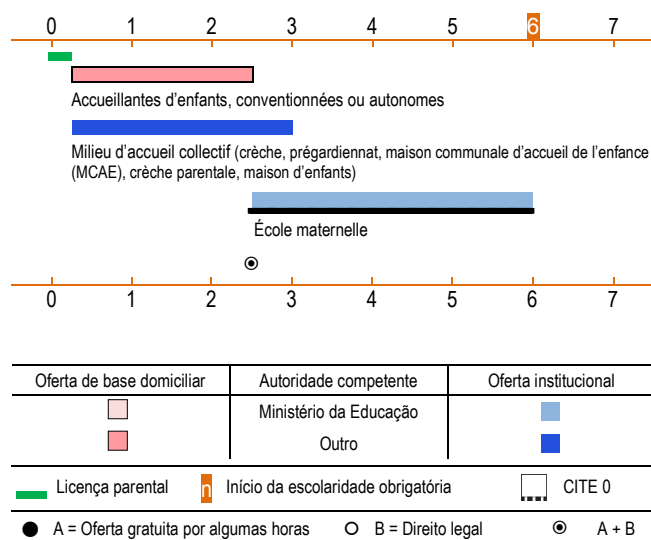 0 1 2 3 4 5 6 7
Accueillantes d'enfants, conventionnées ou autonomes
Milieu d'accueil collectif (crèche, prégardiennat, maison communale d'accueil de l'enfance
(MCAE), crèche parentale, maison d'enfants)
École maternelle
0 1 2 3 4 5 6 7
Oferta de base domiciliar Autoridade competente Oferta institucional
Ministério da Educação
Outro
Licença parental n Início da escolaridade obrigatória CITE 0
A = Oferta gratuita por algumas horas B = Direito legal A + B